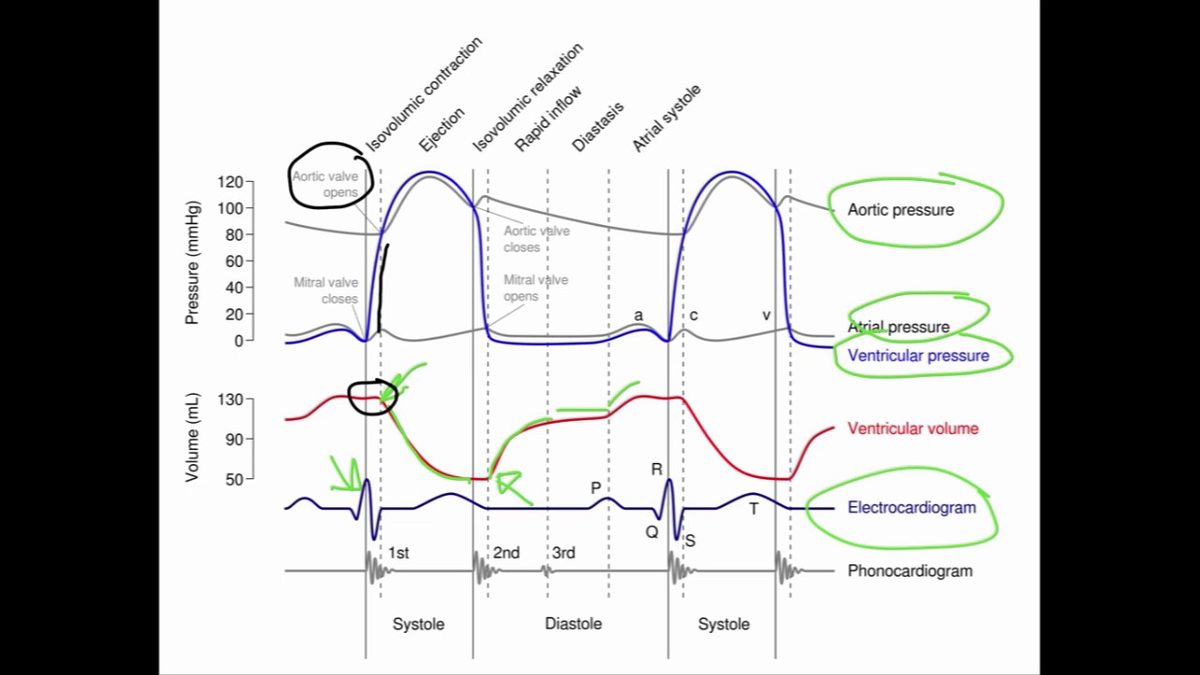 Isovolumic contraction
Ejection
Isovolumic relaxation
Rapid inflow
Diastasis
Atrial systole
Aortic valve
opens
Aortic valve
closes
Mitral valve
closes
Mitral valve
opens
Pressure (mmHg)
120
100
80
60
40
20
0
a
c
v
Aortic pressure
Atrial pressure
Ventricular pressure
Volume (mL)
130
90
50
Ventricular volume
R
P
Q
S
T
Electrocardiogram
1st
2nd
3rd
Phonocardiogram
Systole
Diastole
Systole